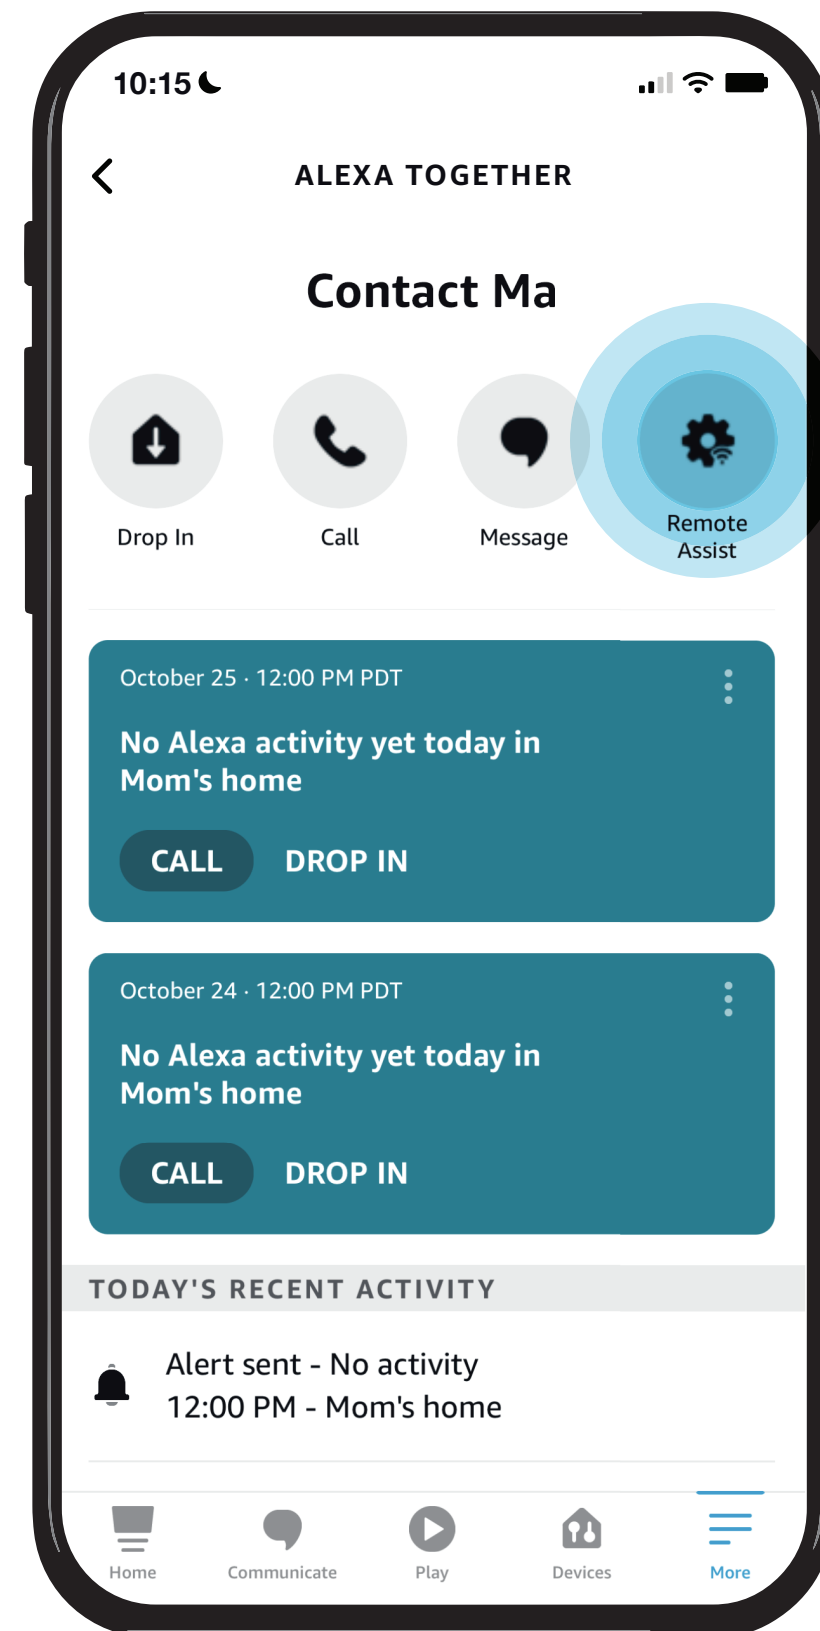 10:15
ALEXA TOGETHER
Contact Ma
Drop In
Call
Message
Remote
Assist
October 25 · 12:00 PM PDT
No Alexa activity yet today in
Mom's home
CALL
DROP IN
October 24 · 12:00 PM PDT
No Alexa activity yet today in
Mom's home
CALL
DROP IN
TODAY'S RECENT ACTIVITY
Alert sent - No activity
12:00 PM - Mom's home
Home
Communicate
Play
Devices
More